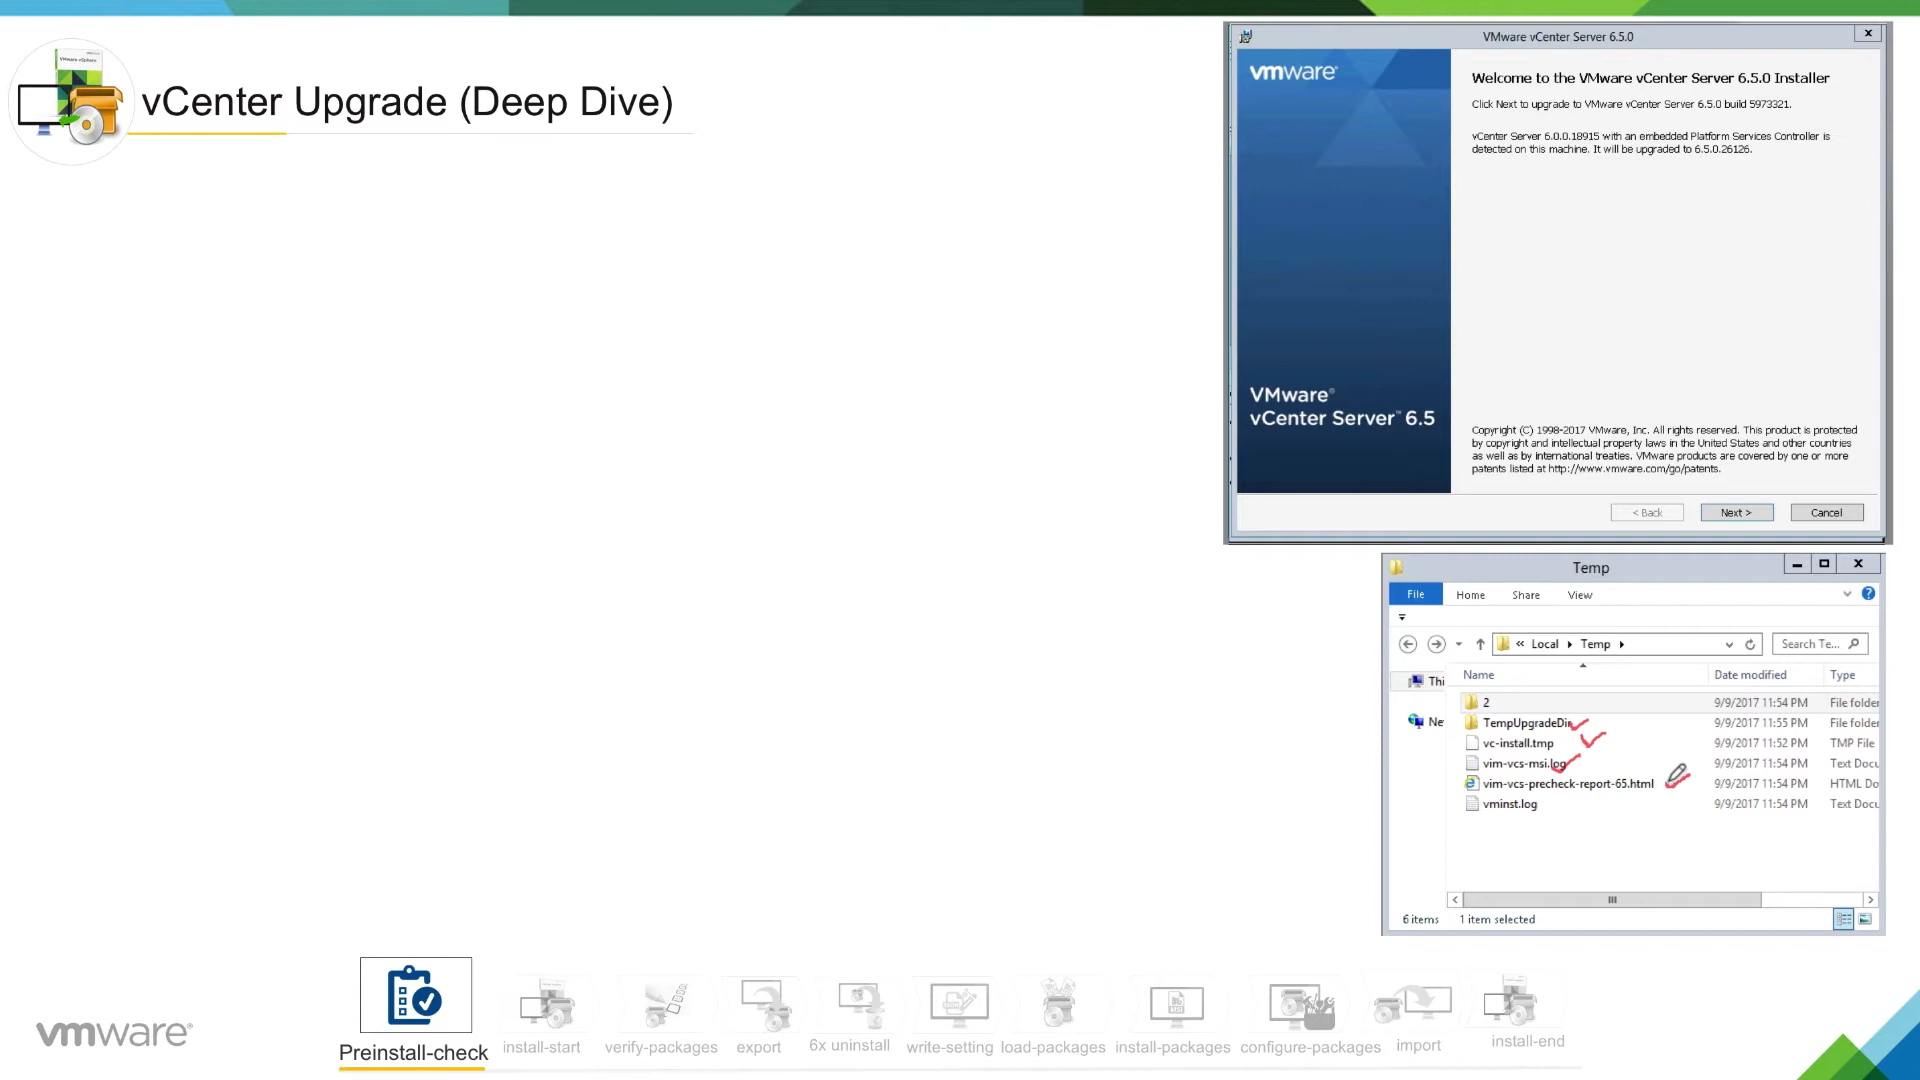 vCenter Upgrade (Deep Dive)
VMware vCenter Server 6.5.0
vmware®
Welcome to the VMware vCenter Server 6.5.0 Installer
Click Next to upgrade to VMware vCenter Server 6.5.0 build 5973321.
vCenter Server 6.0.0.18915 with an embedded Platform Services Controller is
detected on this machine. It will be upgraded to 6.5.0.26126.
VMware®
vCenter Server™ 6.5
Copyright (C) 1998-2017 VMware, Inc. All rights reserved. This product is protected
by copyright and intellectual property laws in the United States and other countries
as well as by international treaties. VMware products are covered by one or more
patents listed at http://www.vmware.com/go/patents.
< Back Next > Cancel
Temp
File Home Share View
« Local Temp Search Te...
Name Date modified Type
Thi
Ne
2 9/9/2017 11:54 PM File folder
TempUpgradeDir 9/9/2017 11:55 PM File folder
vc-install.tmp 9/9/2017 11:52 PM TMP File
vim-vcs-msi.log 9/9/2017 11:54 PM Text Docu
vim-vcs-precheck-report-65.html 9/9/2017 11:54 PM HTML Do
vminst.log 9/9/2017 11:54 PM Text Docu
6 items 1 item selected
vmware®
Preinstall-check install-start verify-packages export 6x uninstall write-setting load-packages install-packages configure-packages import install-end